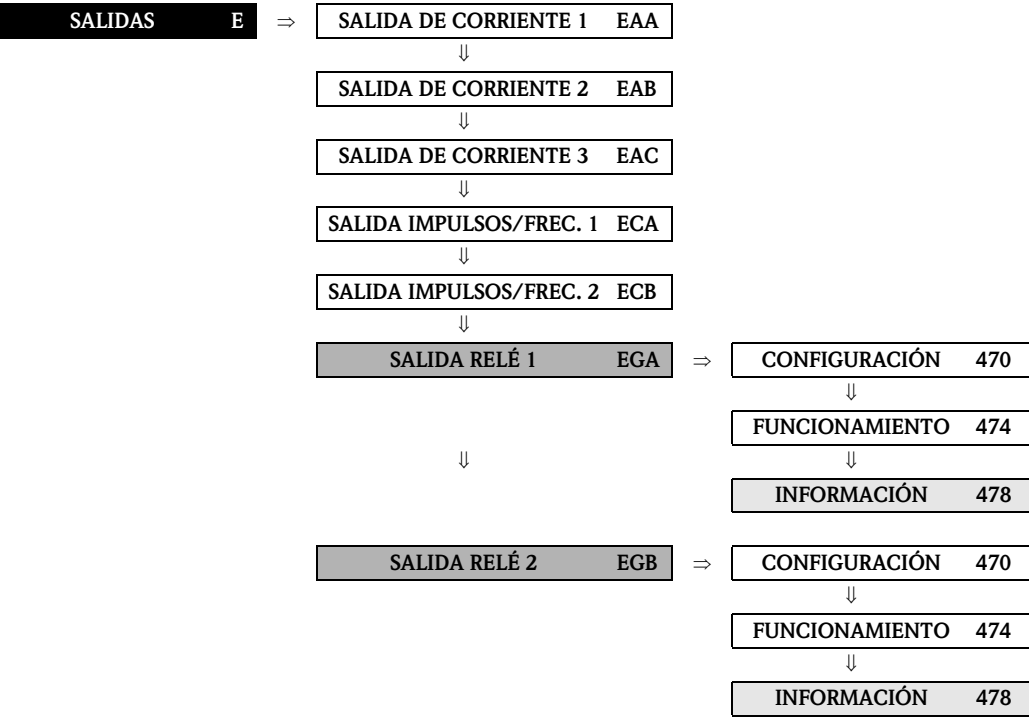 SALIDAS E ⇒ SALIDA DE CORRIENTE 1 EAA
⇓
SALIDA DE CORRIENTE 2 EAB
⇓
SALIDA DE CORRIENTE 3 EAC
⇓
SALIDA IMPULSOS/FREC. 1 ECA
⇓
SALIDA IMPULSOS/FREC. 2 ECB
⇓
SALIDA RELÉ 1 EGA ⇒ CONFIGURACIÓN 470
⇓
FUNCIONAMIENTO 474
⇓ ⇓
INFORMACIÓN 478
SALIDA RELÉ 2 EGB ⇒ CONFIGURACIÓN 470
⇓
FUNCIONAMIENTO 474
⇓
INFORMACIÓN 478